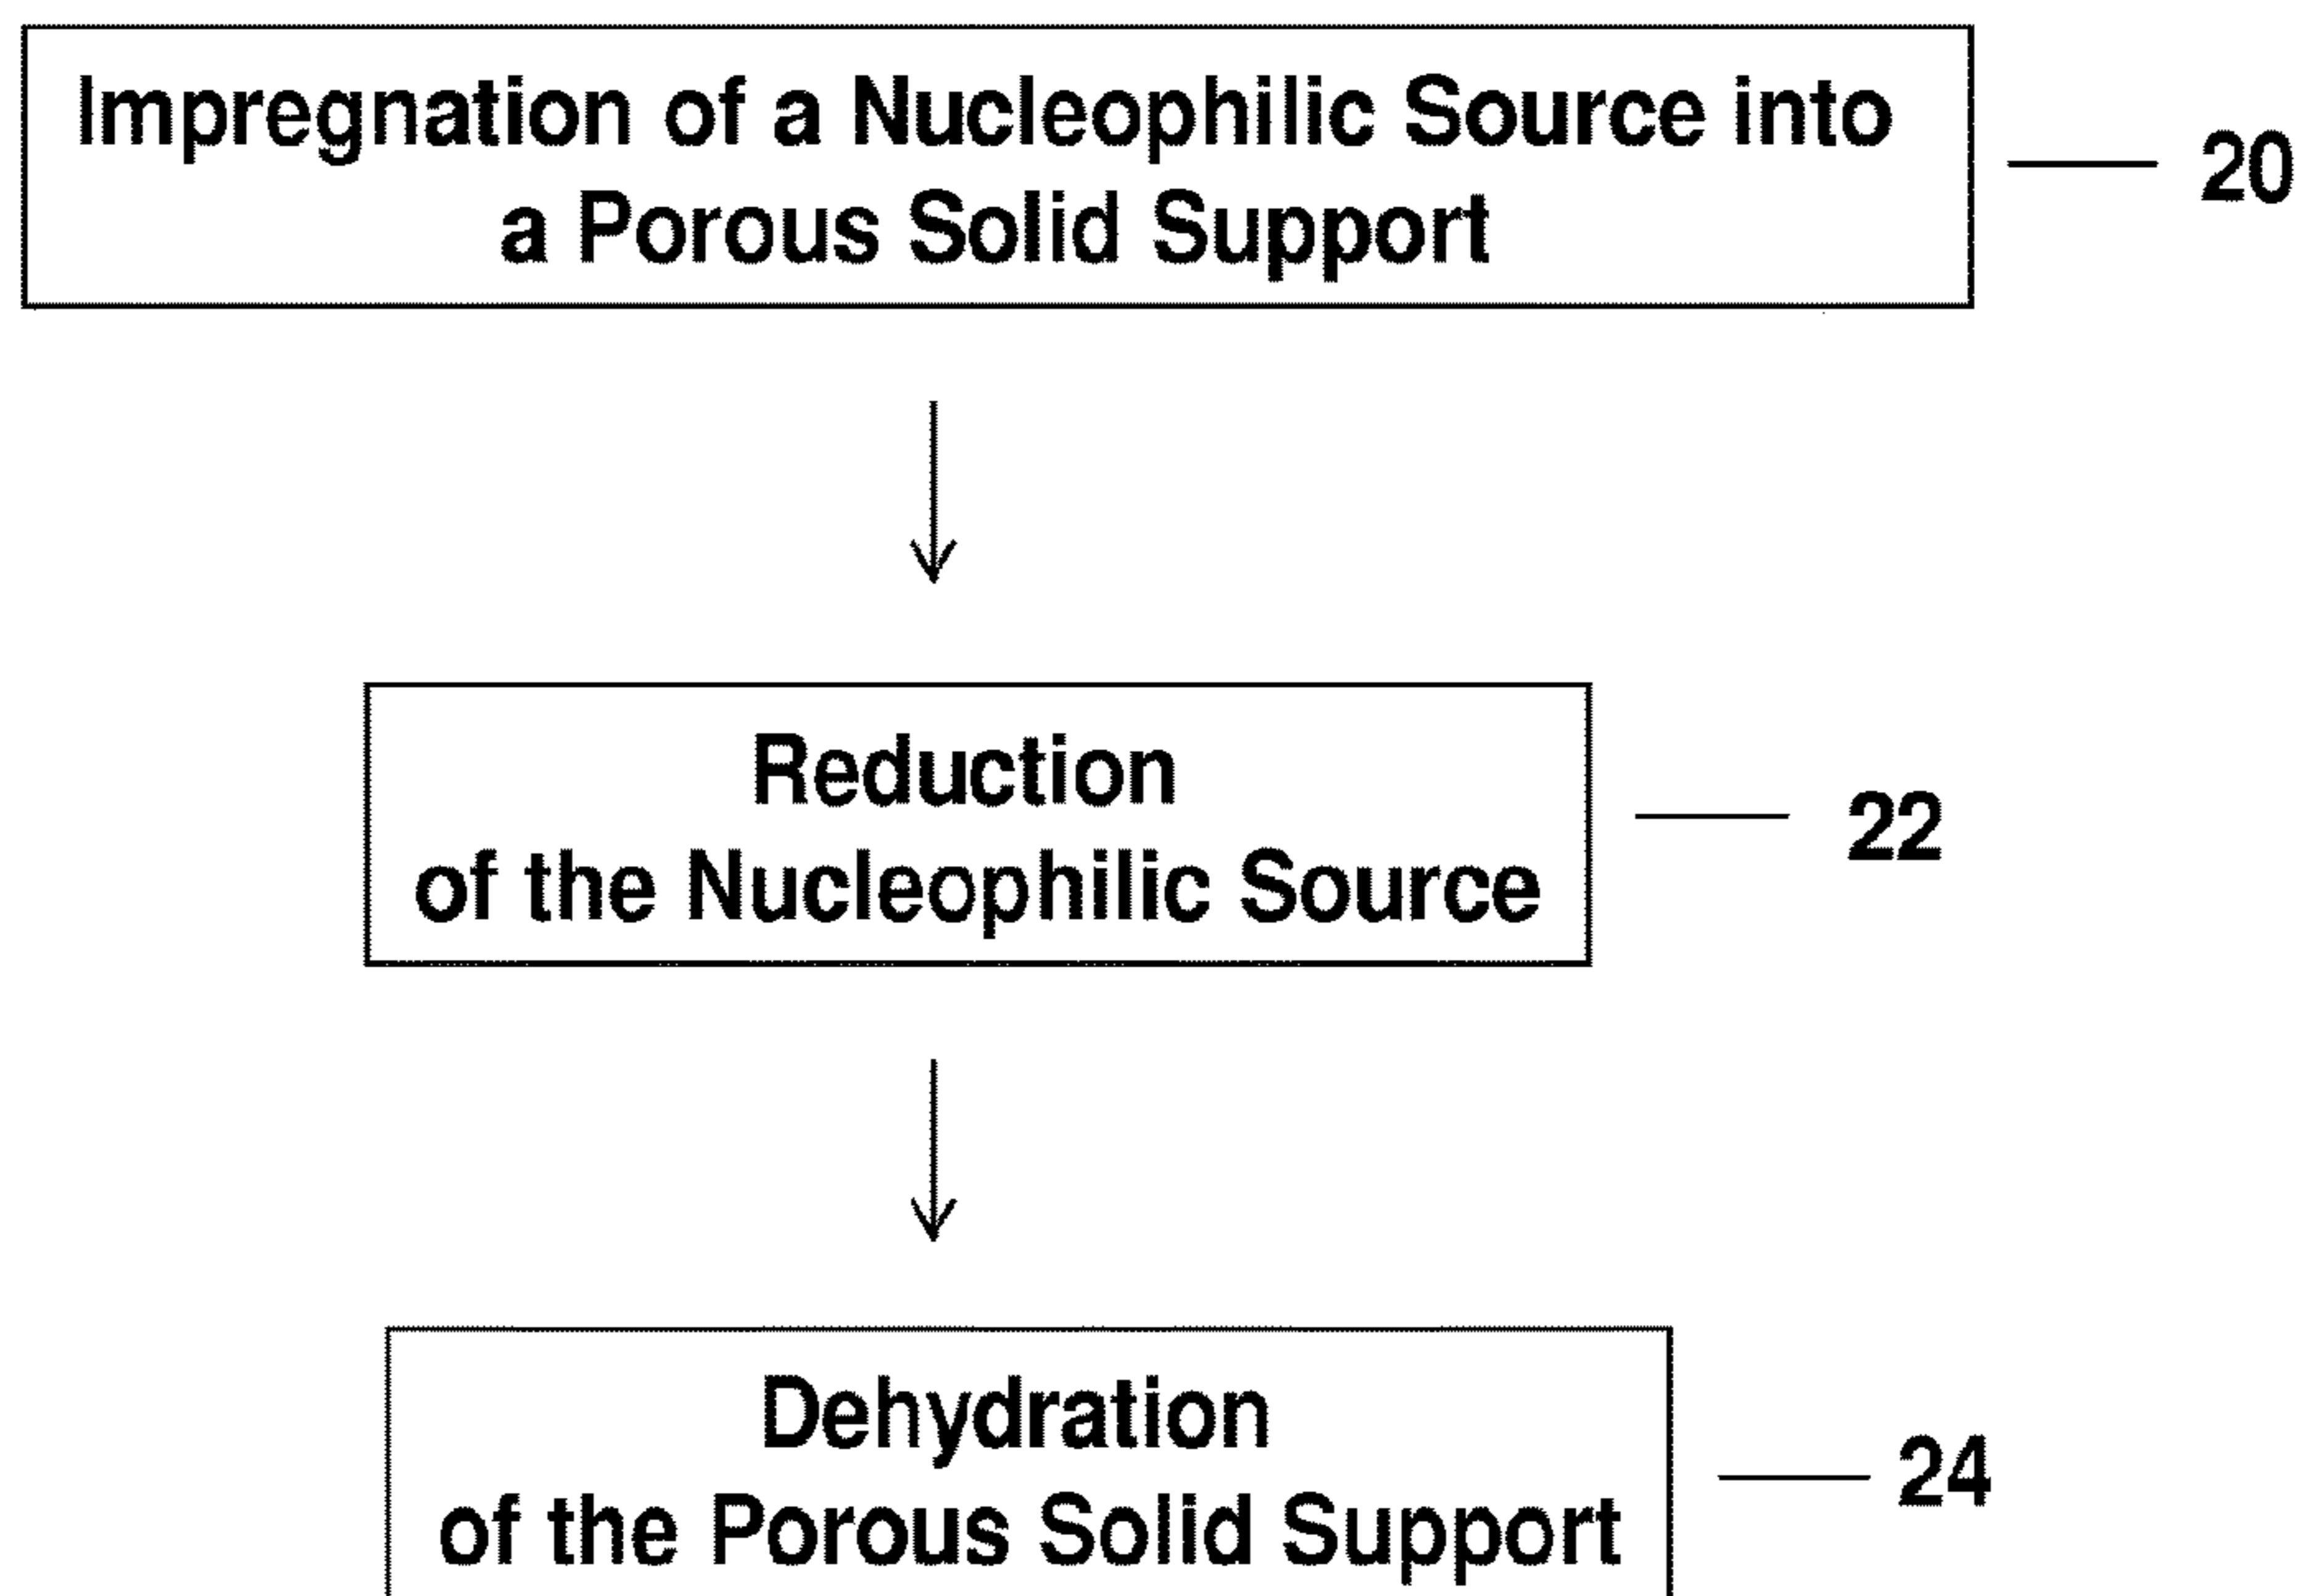 Impregnation of a Nucleophilic Source into
a Porous Solid Support
20
Reduction
of the Nucleophilic Source
22
Dehydration
of the Porous Solid Support
24